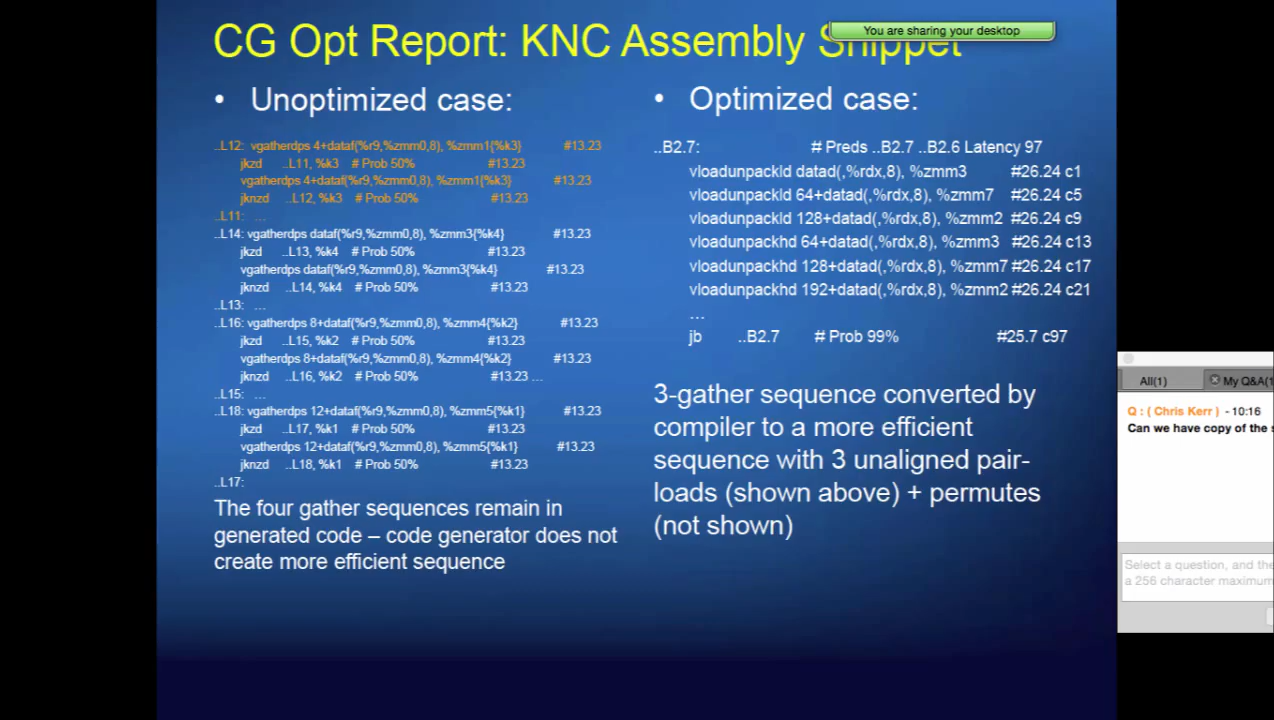 CG Opt Report: KNC Assembly Snippet
You are sharing your desktop
• Unoptimized case:
..L12: vgatherdps 4+dataf(%r9,%zmm0,8), %zmm1{%k3} #13.23
jkzd ..L11, %k3 # Prob 50% #13.23
vgatherdps 4+dataf(%r9,%zmm0,8), %zmm1{%k3} #13.23
jknzd ..L12, %k3 # Prob 50% #13.23
..L11: ...
..L14: vgatherdps dataf(%r9,%zmm0,8), %zmm3{%k4} #13.23
jkzd ..L13, %k4 # Prob 50% #13.23
vgatherdps dataf(%r9,%zmm0,8), %zmm3{%k4} #13.23
jknzd ..L14, %k4 # Prob 50% #13.23
..L13: ...
..L16: vgatherdps 8+dataf(%r9,%zmm0,8), %zmm4{%k2} #13.23
jkzd ..L15, %k2 # Prob 50% #13.23
vgatherdps 8+dataf(%r9,%zmm0,8), %zmm4{%k2} #13.23
jknzd ..L16, %k2 # Prob 50% #13.23 ...
..L15: ...
..L18: vgatherdps 12+dataf(%r9,%zmm0,8), %zmm5{%k1} #13.23
jkzd ..L17, %k1 # Prob 50% #13.23
vgatherdps 12+dataf(%r9,%zmm0,8), %zmm5{%k1} #13.23
jknzd ..L18, %k1 # Prob 50% #13.23
..L17:
The four gather sequences remain in
generated code – code generator does not
create more efficient sequence
• Optimized case:
..B2.7: # Preds ..B2.7 ..B2.6 Latency 97
vloadunpackld datad(,%rdx,8), %zmm3 #26.24 c1
vloadunpackld 64+datad(,%rdx,8), %zmm7 #26.24 c5
vloadunpackld 128+datad(,%rdx,8), %zmm2 #26.24 c9
vloadunpackhd 64+datad(,%rdx,8), %zmm3 #26.24 c13
vloadunpackhd 128+datad(,%rdx,8), %zmm7 #26.24 c17
vloadunpackhd 192+datad(,%rdx,8), %zmm2 #26.24 c21
...
jb ..B2.7 # Prob 99% #25.7 c97
3-gather sequence converted by
compiler to a more efficient
sequence with 3 unaligned pair-
loads (shown above) + permutes
(not shown)
All(1) My Q&A(1
Q : ( Chris Kerr ) - 10:16
Can we have copy of the
Select a question, and the
a 256 character maximum